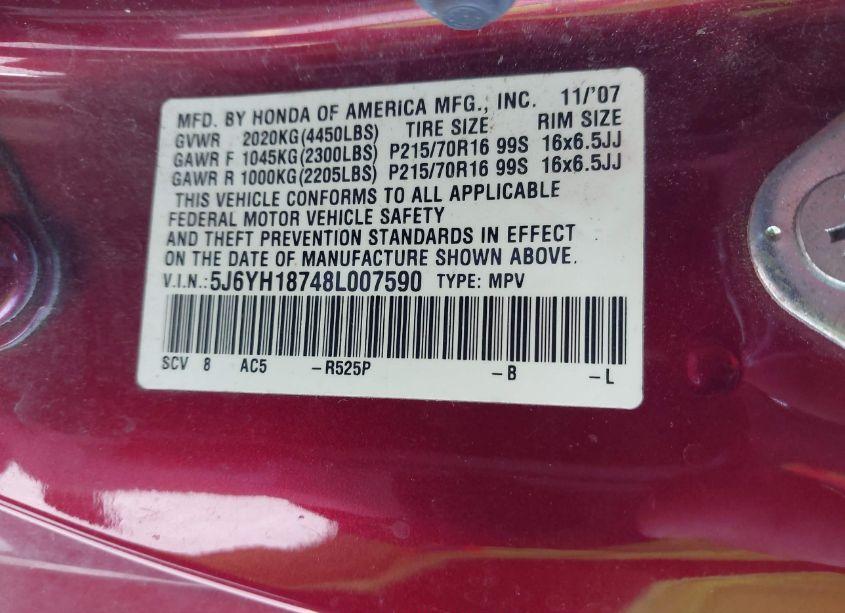 MFD. BY HONDA OF AMERICA MFG., INC. 11/'07
GVWR 2020KG(4450LBS) TIRE SIZE RIM SIZE
GAWR F 1045KG(2300LBS) P215/70R16 99S 16x6.5JJ
GAWR R 1000KG(2205LBS) P215/70R16 99S 16x6.5JJ
THIS VEHICLE CONFORMS TO ALL APPLICABLE
FEDERAL MOTOR VEHICLE SAFETY
AND THEFT PREVENTION STANDARDS IN EFFECT
ON THE DATE OF MANUFACTURE SHOWN ABOVE.
V.I.N.:5J6YH18748L007590 TYPE: MPV
SCV 8 AC5 -R525P -B -L